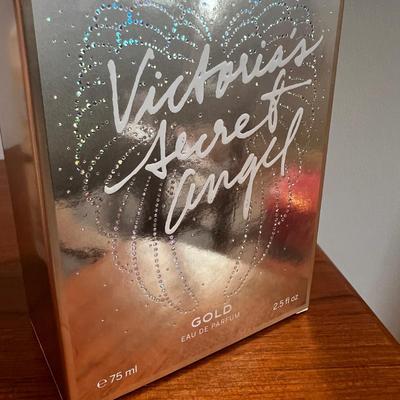 Victoria's
Secret
angel
GOLD
EAU DE PARFUM
℮ 75 ml
2.5 fl oz